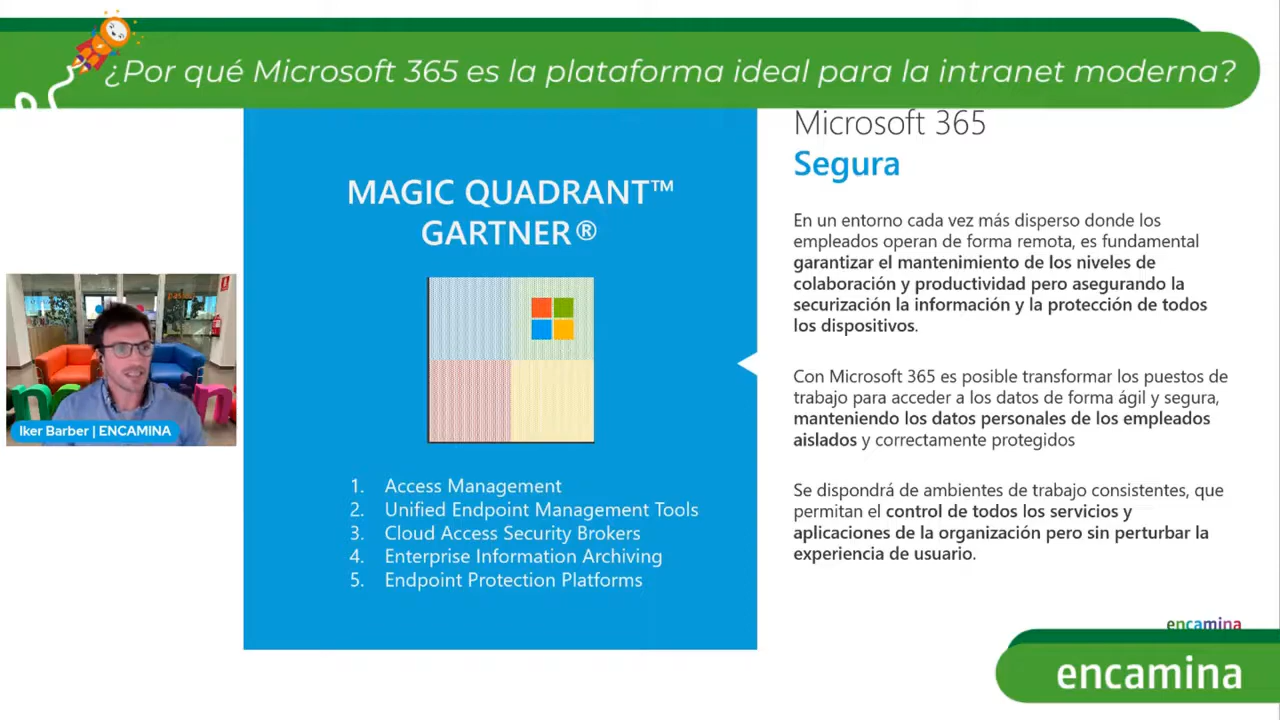 ¿Por qué Microsoft 365 es la plataforma ideal para la intranet moderna?
Iker Barber | ENCAMINA
MAGIC QUADRANT™
GARTNER®
1. Access Management
2. Unified Endpoint Management Tools
3. Cloud Access Security Brokers
4. Enterprise Information Archiving
5. Endpoint Protection Platforms
Microsoft 365
Segura
En un entorno cada vez más disperso donde los
empleados operan de forma remota, es fundamental
garantizar el mantenimiento de los niveles de
colaboración y productividad pero asegurando la
securización la información y la protección de todos
los dispositivos.
Con Microsoft 365 es posible transformar los puestos de
trabajo para acceder a los datos de forma ágil y segura,
manteniendo los datos personales de los empleados
aislados y correctamente protegidos
Se dispondrá de ambientes de trabajo consistentes, que
permitan el control de todos los servicios y
aplicaciones de la organización pero sin perturbar la
experiencia de usuario.
encamina
encamina